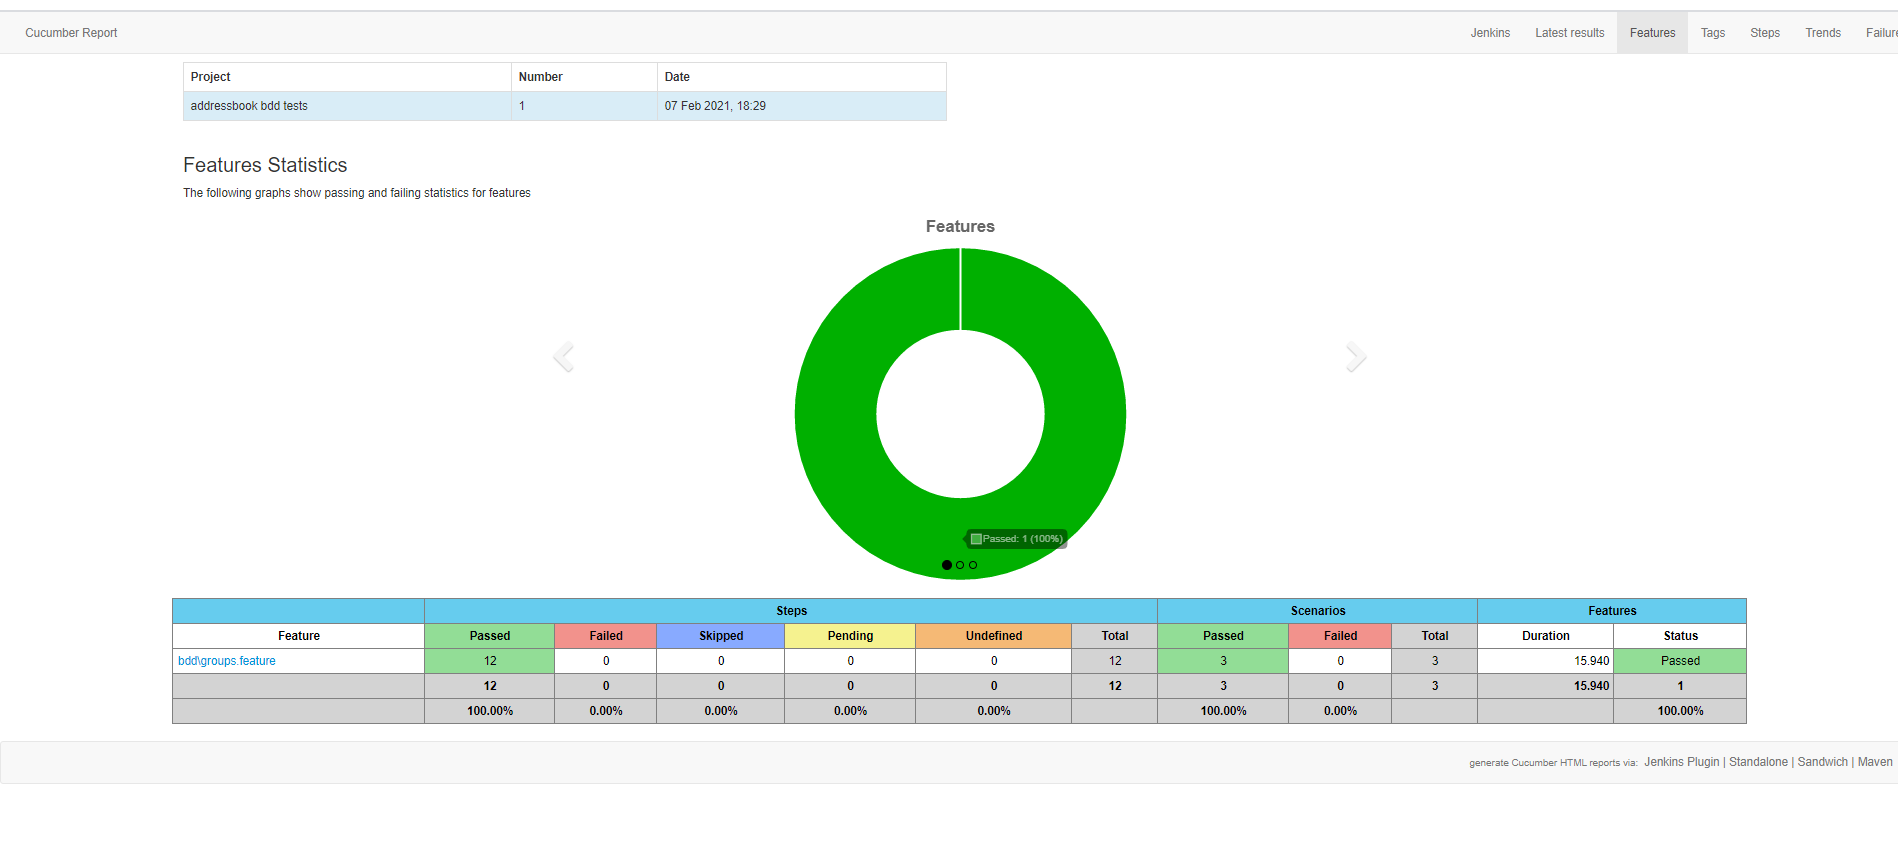 Cucumber Report Jenkins Latest results Features Tags Steps Trends Failure
Project Number Date
addressbook bdd tests 1 07 Feb 2021, 18:29
Features Statistics
The following graphs show passing and failing statistics for features
Features
Passed: 1 (100%)
Steps Scenarios Features
Feature Passed Failed Skipped Pending Undefined Total Passed Failed Total Duration Status
bdd\groups.feature 12 0 0 0 0 12 3 0 3 15.940 Passed
12 0 0 0 0 12 3 0 3 15.940 1
100.00% 0.00% 0.00% 0.00% 0.00% 100.00% 0.00% 100.00%
generate Cucumber HTML reports via: Jenkins Plugin | Standalone | Sandwich | Maven